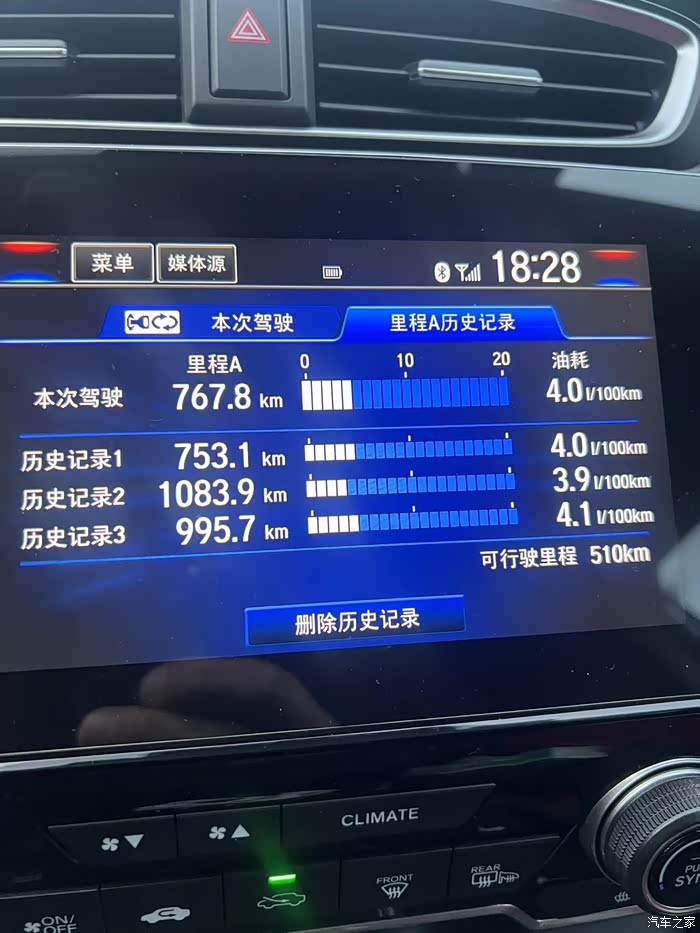 菜单 媒体源 18:28
本次驾驶 里程A历史记录
里程A 0 10 20 油耗
本次驾驶 767.8 km 4.0 l/100km
历史记录1 753.1 km 4.0 l/100km
历史记录2 1083.9 km 3.9 l/100km
历史记录3 995.7 km 4.1 l/100km
可行驶里程 510km
删除历史记录
CLIMATE
FRONT REAR
ON/OFF
SYN
汽车之家